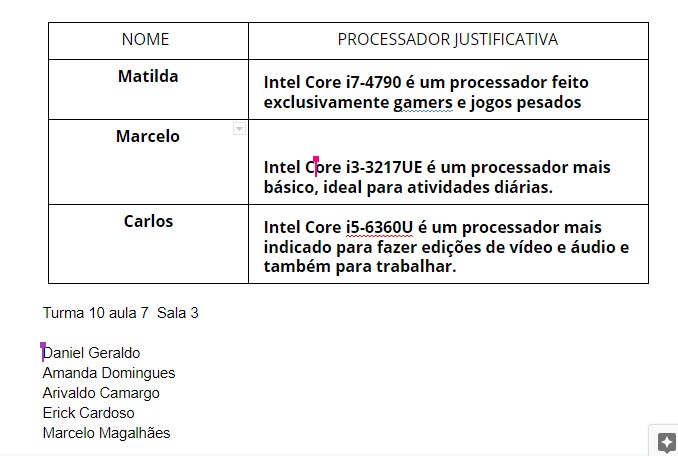 NOME PROCESSADOR JUSTIFICATIVA
Matilda
Intel Core i7-4790 é um processador feito
exclusivamente gamers e jogos pesados
Marcelo
Intel Core i3-3217UE é um processador mais
básico, ideal para atividades diárias.
Carlos
Intel Core i5-6360U é um processador mais
indicado para fazer edições de vídeo e áudio e
também para trabalhar.
Turma 10 aula 7 Sala 3
Daniel Geraldo
Amanda Domingues
Arivaldo Camargo
Erick Cardoso
Marcelo Magalhães